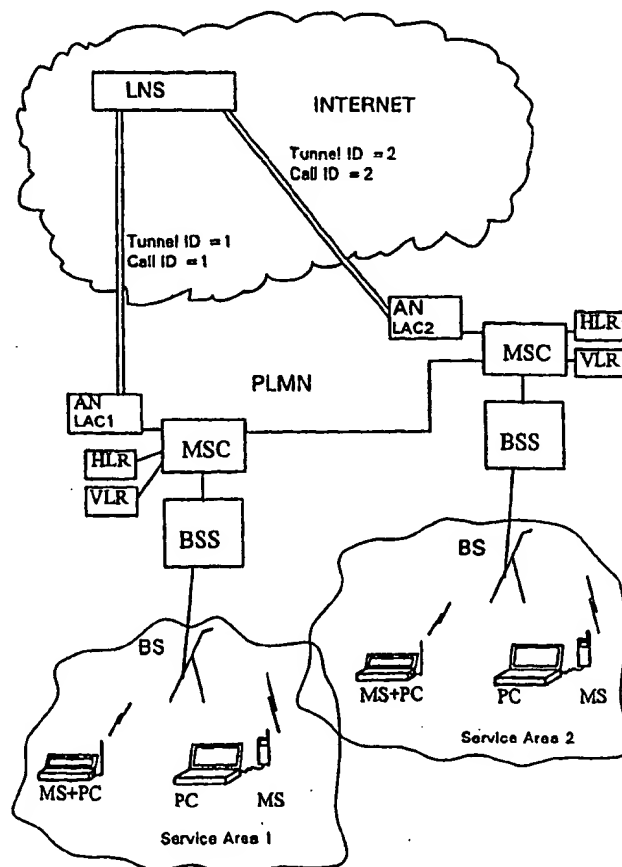 LNS
INTERNET
Tunnel ID = 2
Call ID = 2
Tunnel ID = 1
Call ID = 1
AN
LAC2
HLR
MSC
VLR
PLMN
AN
LAC1
MSC
HLR
VLR
BSS
BSS
BS
MS+PC
PC
MS
Service Area 2
BS
MS+PC
PC
MS
Service Area 1